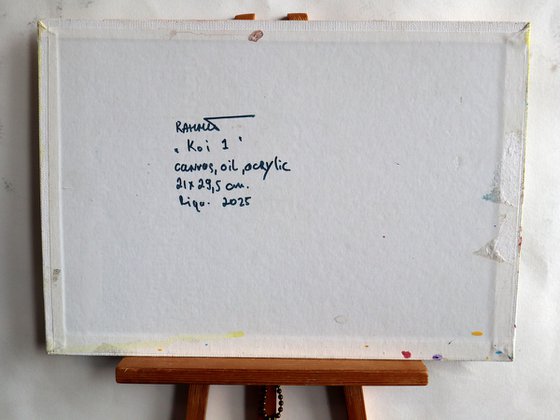 "Koi 1"
canvas, oil, acrylic
21x29,5 cm.
Riga. 2025